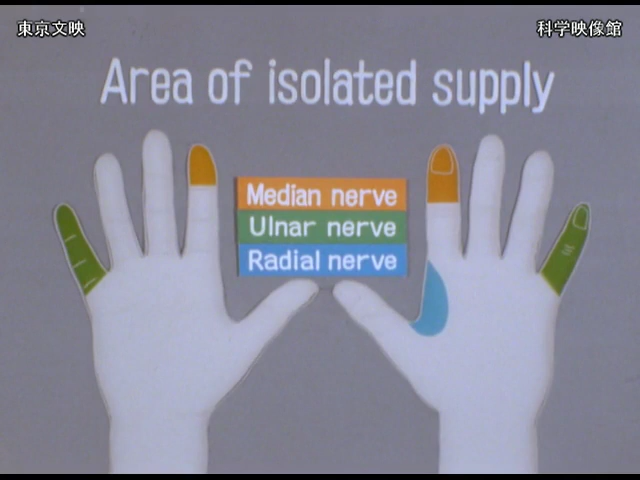 東京文映
科学映像館
Area of isolated supply
Median nerve
Ulnar nerve
Radial nerve